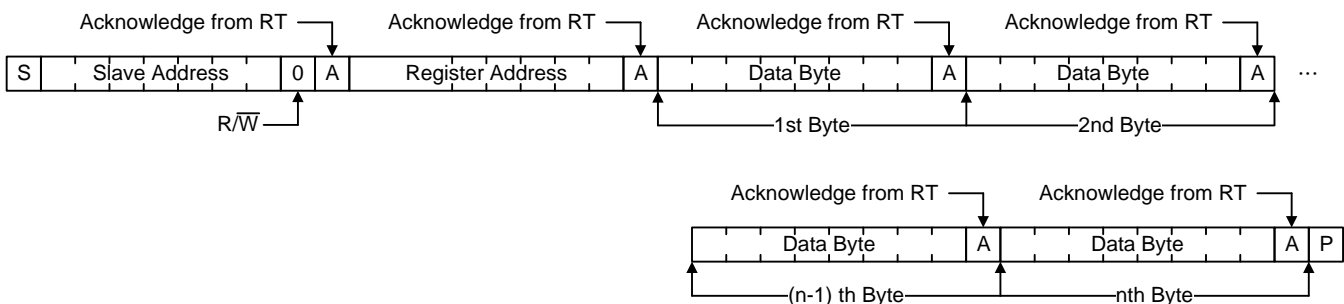 Acknowledge from RT Acknowledge from RT Acknowledge from RT Acknowledge from RT
S Slave Address 0 A Register Address A Data Byte A Data Byte A ...
R/W̅ 1st Byte 2nd Byte
Acknowledge from RT Acknowledge from RT
Data Byte A Data Byte A P
(n-1) th Byte nth Byte